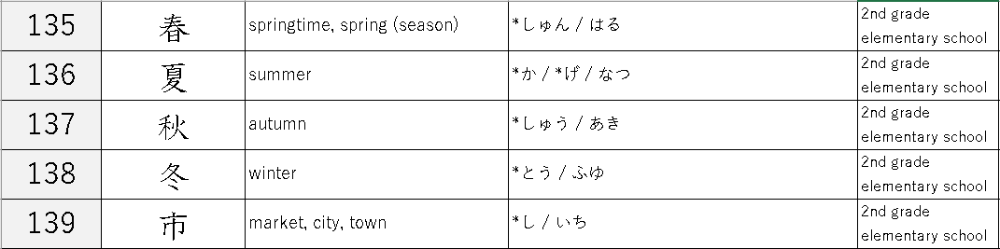 135 春 springtime, spring (season) *しゅん / はる 2nd grade elementary school
136 夏 summer *か / *げ / なつ 2nd grade elementary school
137 秋 autumn *しゅう / あき 2nd grade elementary school
138 冬 winter *とう / ふゆ 2nd grade elementary school
139 市 market, city, town *し / いち 2nd grade elementary school